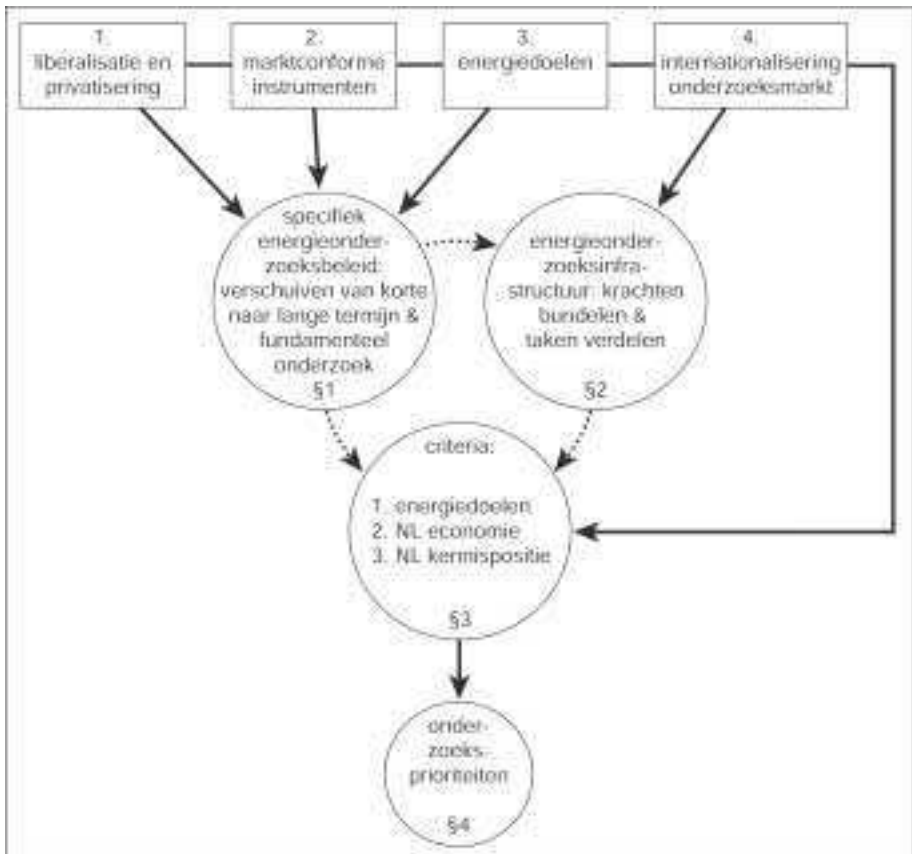 1.
liberalisatie en
privatisering
2.
marktconforme
instrumenten
3.
energiedoelen
4.
internationalisering
onderzoeksmarkt
specifiek
energieonder-
zoeksbeleid:
verschuiven van korte
naar lange termijn &
fundamenteel
onderzoek
§1
energieonder-
zoeksinfra-
structuur: krachten
bundelen &
taken verdelen
§2
criteria:
1. energiedoelen
2. NL economie
3. NL kennispositie
§3
onder-
zoeks-
prioriteiten
§4